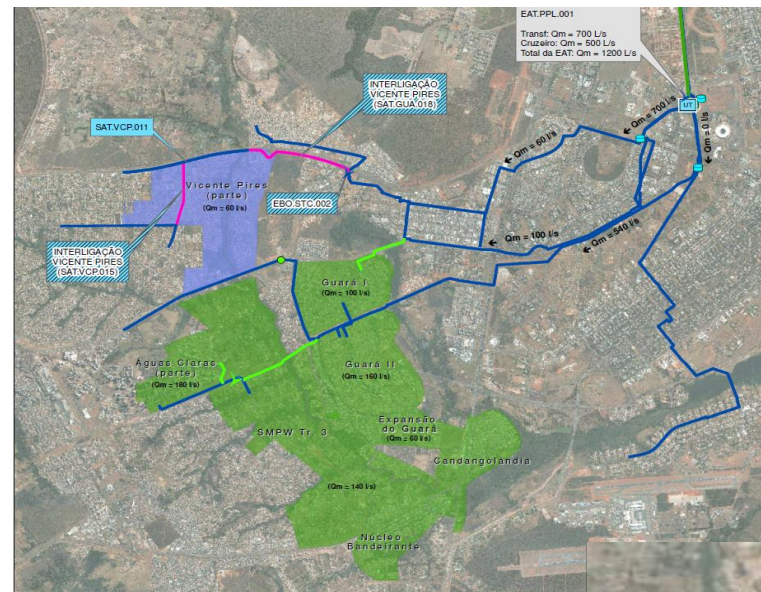 EAT.PPL.001
Transf: Qm = 700 L/s
Cruzeiro: Qm = 500 L/s
Total da EAT: Qm = 1200 L/s
INTERLIGAÇÃO
VICENTE PIRES
(SAT.GUA.018)
UT
Qm = 700 l/s
Qm = 0 l/s
SAT.VCP.011
Qm = 60 l/s
Vicente Pires
(parte)
(Qm = 60 l/s)
EBO.STC.002
Qm = 100 l/s
Qm = 540 l/s
INTERLIGAÇÃO
VICENTE PIRES
(SAT.VCP.015)
Guará I
(Qm = 100 l/s)
Águas Claras
(parte)
(Qm = 180 l/s)
Guará II
(Qm = 160 l/s)
Expansão
do Guará
(Qm = 60 l/s)
SMPW Tr. 3
Candangolândia
(Qm = 140 l/s)
Núcleo
Bandeirante